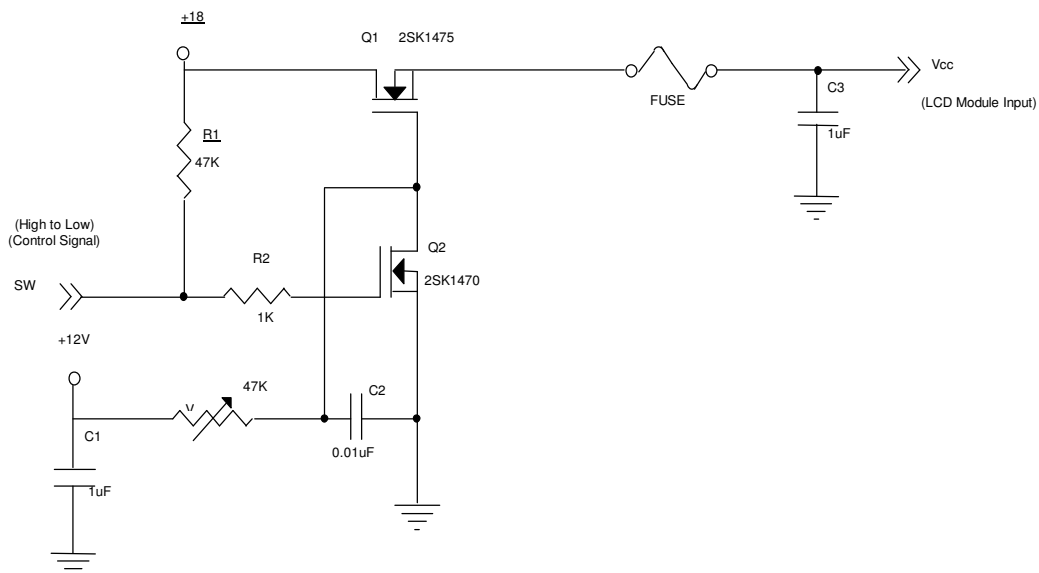 +18
Q1 2SK1475
Vcc
FUSE
C3
(LCD Module Input)
R1
47K
1uF
(High to Low)
(Control Signal)
Q2
R2
2SK1470
SW
1K
+12V
47K
C2
V
C1
0.01uF
1uF